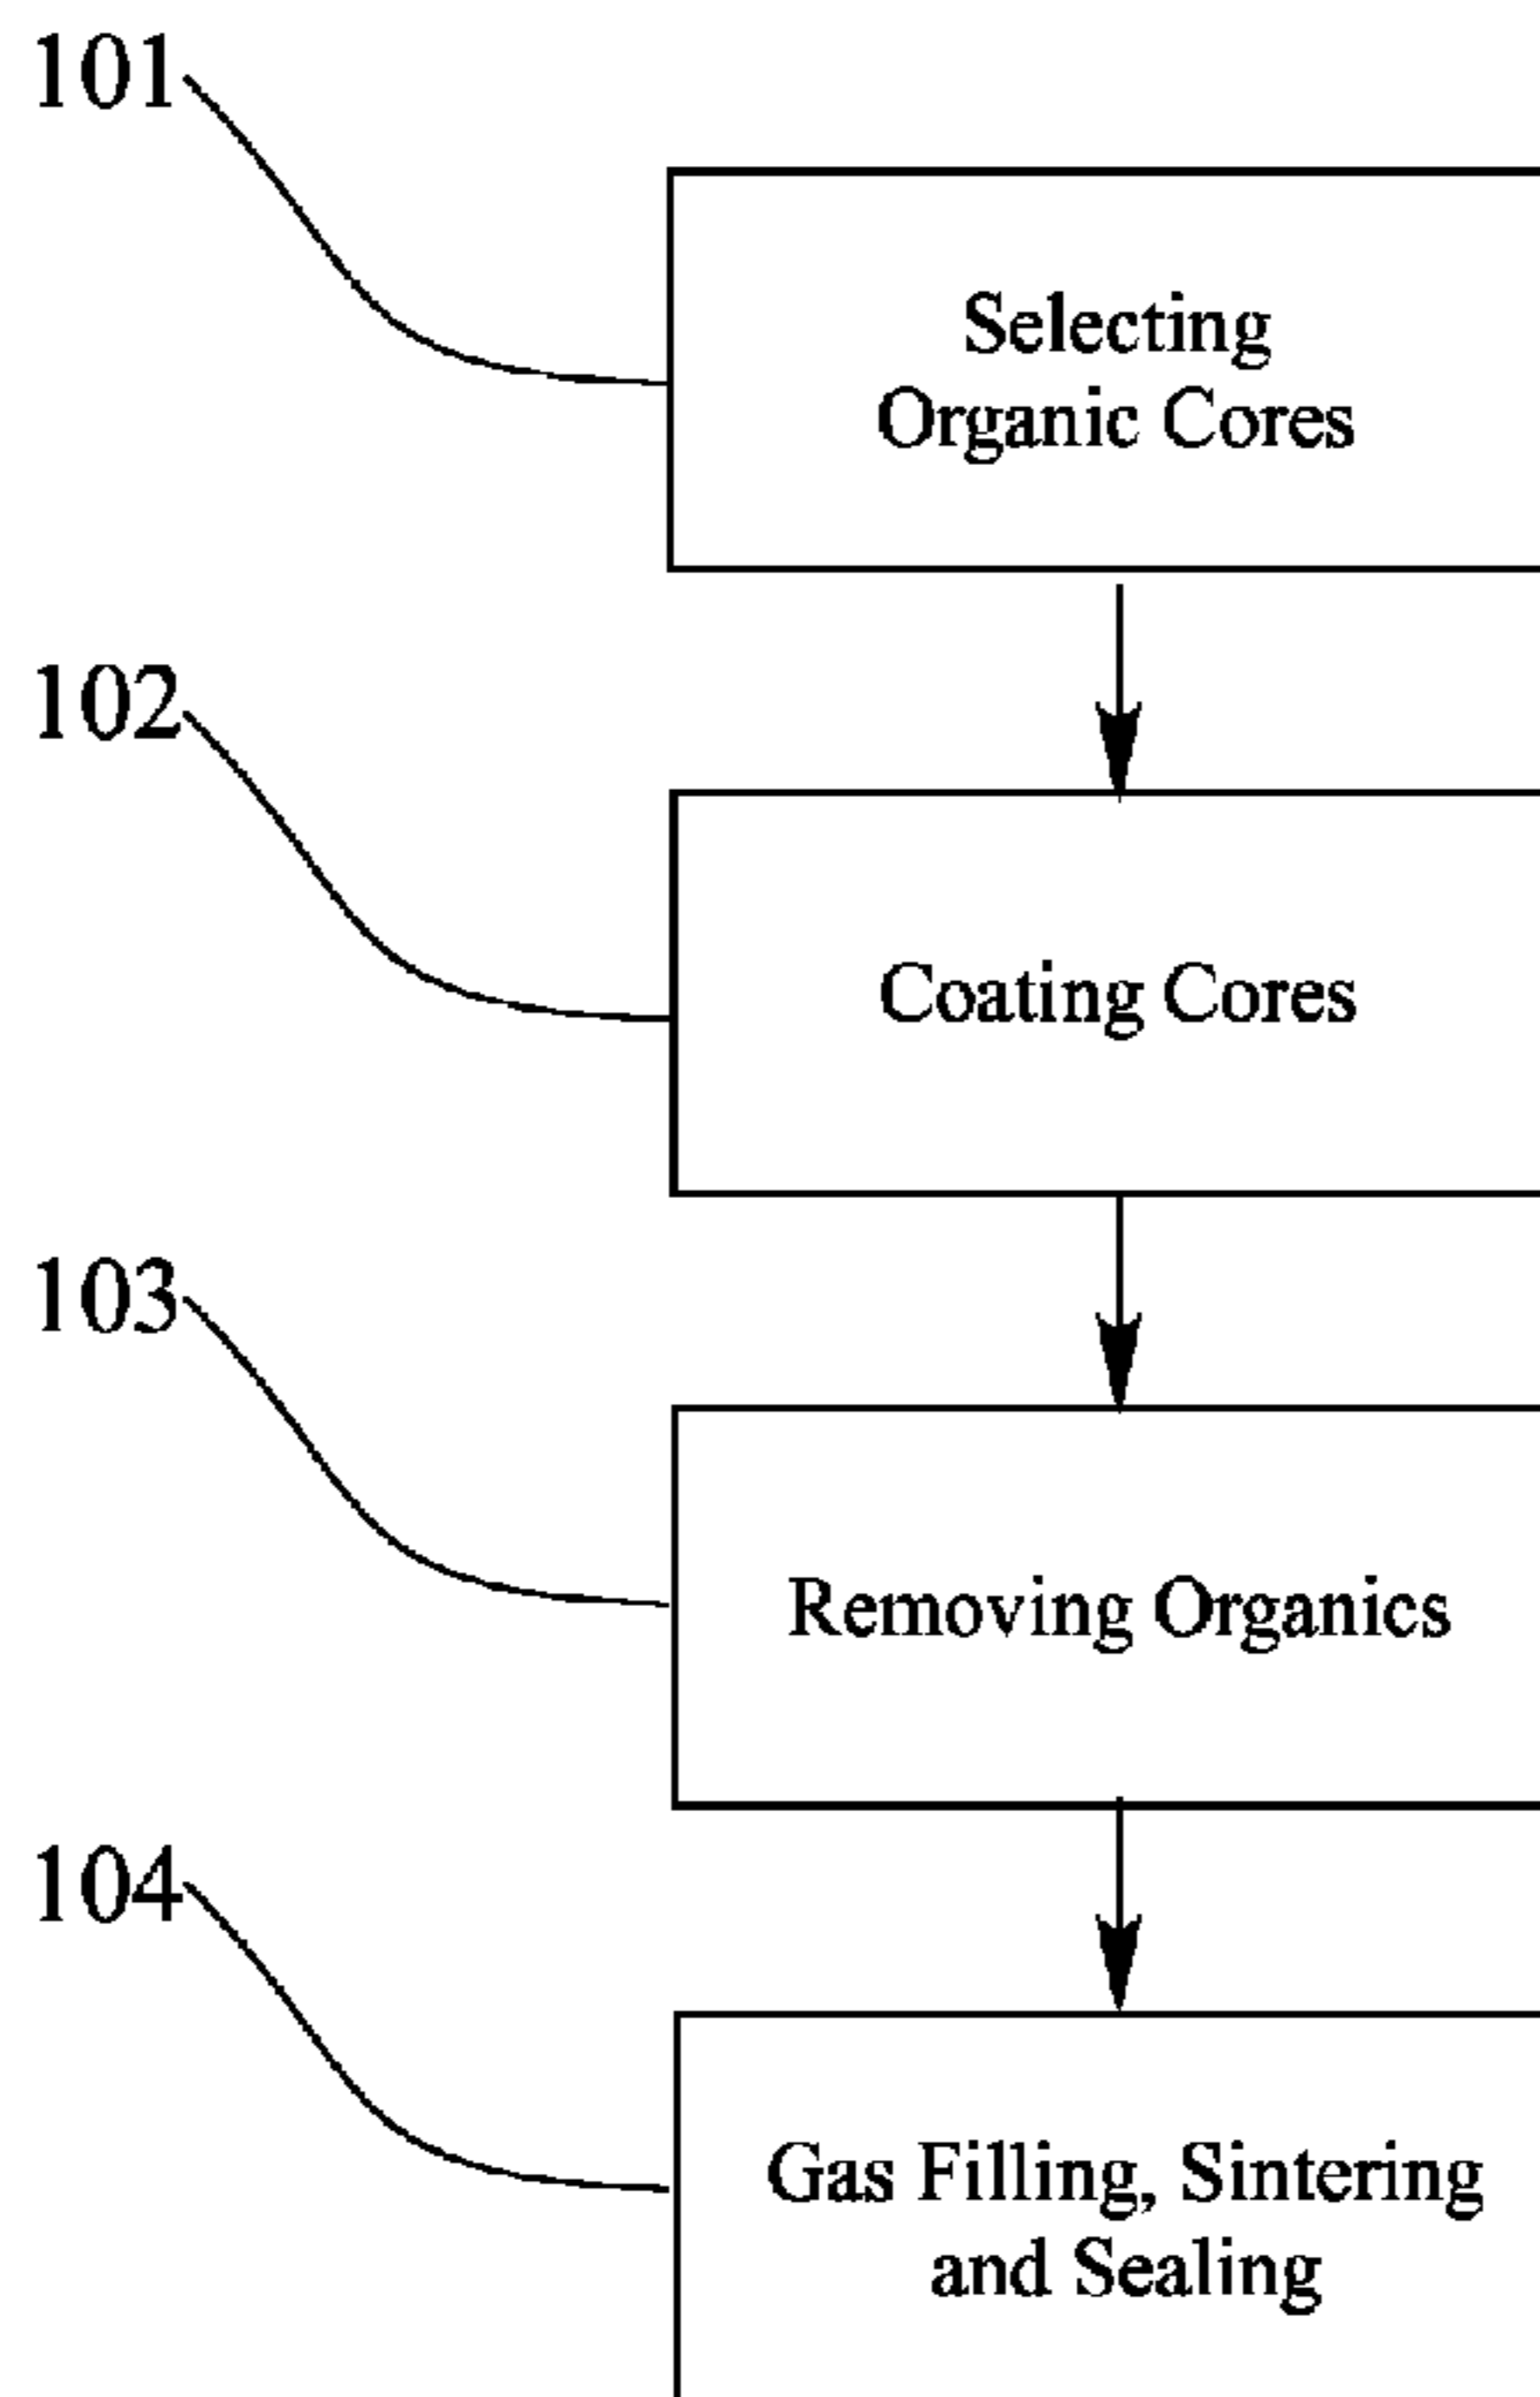 101
Selecting
Organic Cores
102
Coating Cores
103
Removing Organics
104
Gas Filling, Sintering
and Sealing